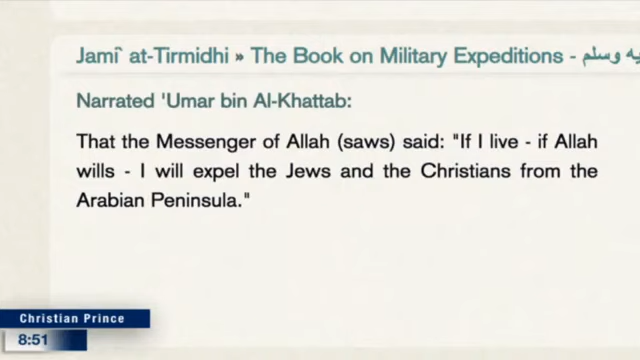 Jami` at-Tirmidhi » The Book on Military Expeditions - يه وسلم
Narrated 'Umar bin Al-Khattab:
That the Messenger of Allah (saws) said: "If I live - if Allah
wills - I will expel the Jews and the Christians from the
Arabian Peninsula."
Christian Prince
8:51